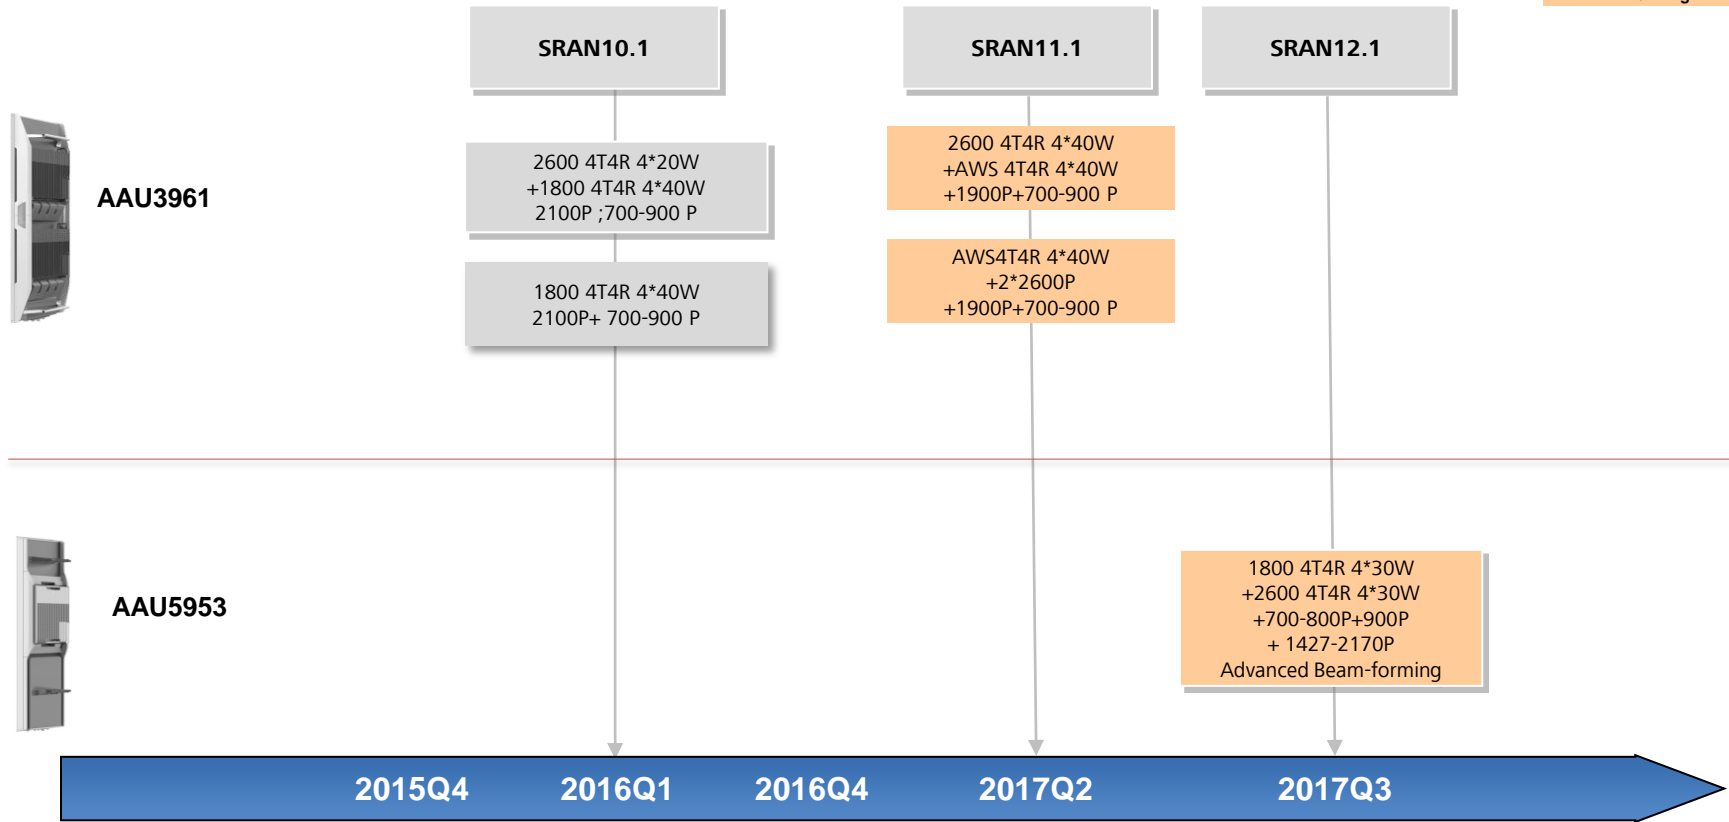 SRAN10.1
SRAN11.1
SRAN12.1
AAU3961
2600 4T4R 4*20W
+1800 4T4R 4*40W
2100P ;700-900 P
1800 4T4R 4*40W
2100P+ 700-900 P
2600 4T4R 4*40W
+AWS 4T4R 4*40W
+1900P+700-900 P
AWS4T4R 4*40W
+2*2600P
+1900P+700-900 P
AAU5953
1800 4T4R 4*30W
+2600 4T4R 4*30W
+700-800P+900P
+ 1427-2170P
Advanced Beam-forming
2015Q4
2016Q1
2016Q4
2017Q2
2017Q3